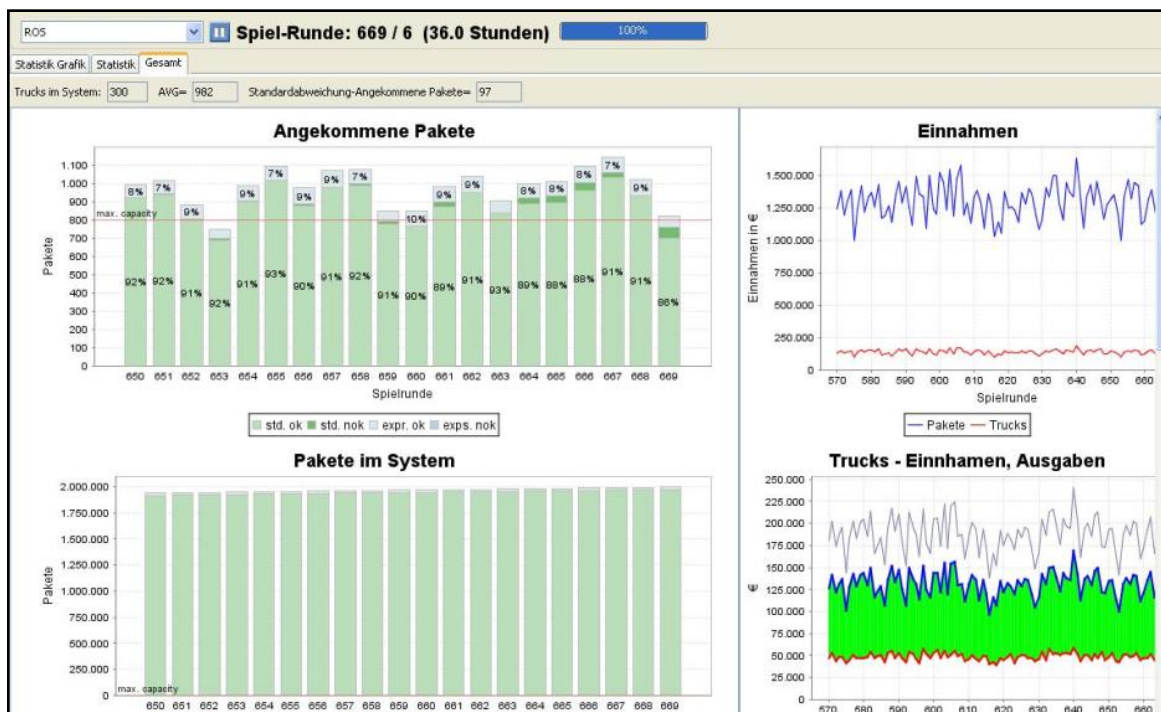 ROS
Spiel-Runde: 669 / 6 (36.0 Stunden)
100%
Statistik Grafik Statistik Gesamt
Trucks im System: 300 AVG= 982 Standardabweichung-Angekommene Pakete= 97
Angekommene Pakete
Pakete
1.100
1.000
900
800
700
600
500
400
300
200
100
0
max. capacity
8% 7% 9% 9% 7% 9% 9% 7% 10% 9% 9% 8% 8% 8% 7% 9%
92% 92% 91% 92% 91% 93% 90% 91% 92% 91% 90% 89% 91% 93% 89% 88% 88% 91% 91% 86%
650 651 652 653 654 655 656 657 658 659 660 661 662 663 664 665 666 667 668 669
Spielrunde
std. ok std. nok expr. ok exps. nok
Einnahmen
Einnahmen in €
1.500.000
1.250.000
1.000.000
750.000
500.000
250.000
0
570 580 590 600 610 620 630 640 650 660
Spielrunde
Pakete Trucks
Pakete im System
Pakete
2.000.000
1.750.000
1.500.000
1.250.000
1.000.000
750.000
500.000
250.000
0
max. capacity
650 651 652 653 654 655 656 657 658 659 660 661 662 663 664 665 666 667 668 669
Trucks - Einnhamen, Ausgaben
€
250.000
225.000
200.000
175.000
150.000
125.000
100.000
75.000
50.000
25.000
0
570 580 590 600 610 620 630 640 650 660